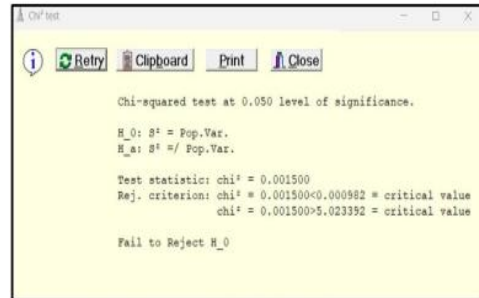 Chi² test
Retry Clipboard Print Close
Chi-squared test at 0.050 level of significance.
H_0: S² = Pop.Var.
H_a: S² =/ Pop.Var.
Test statistic: chi² = 0.001500
Rej. criterion: chi² = 0.001500<0.000982 = critical value
chi² = 0.001500>5.023392 = critical value
Fail to Reject H_0